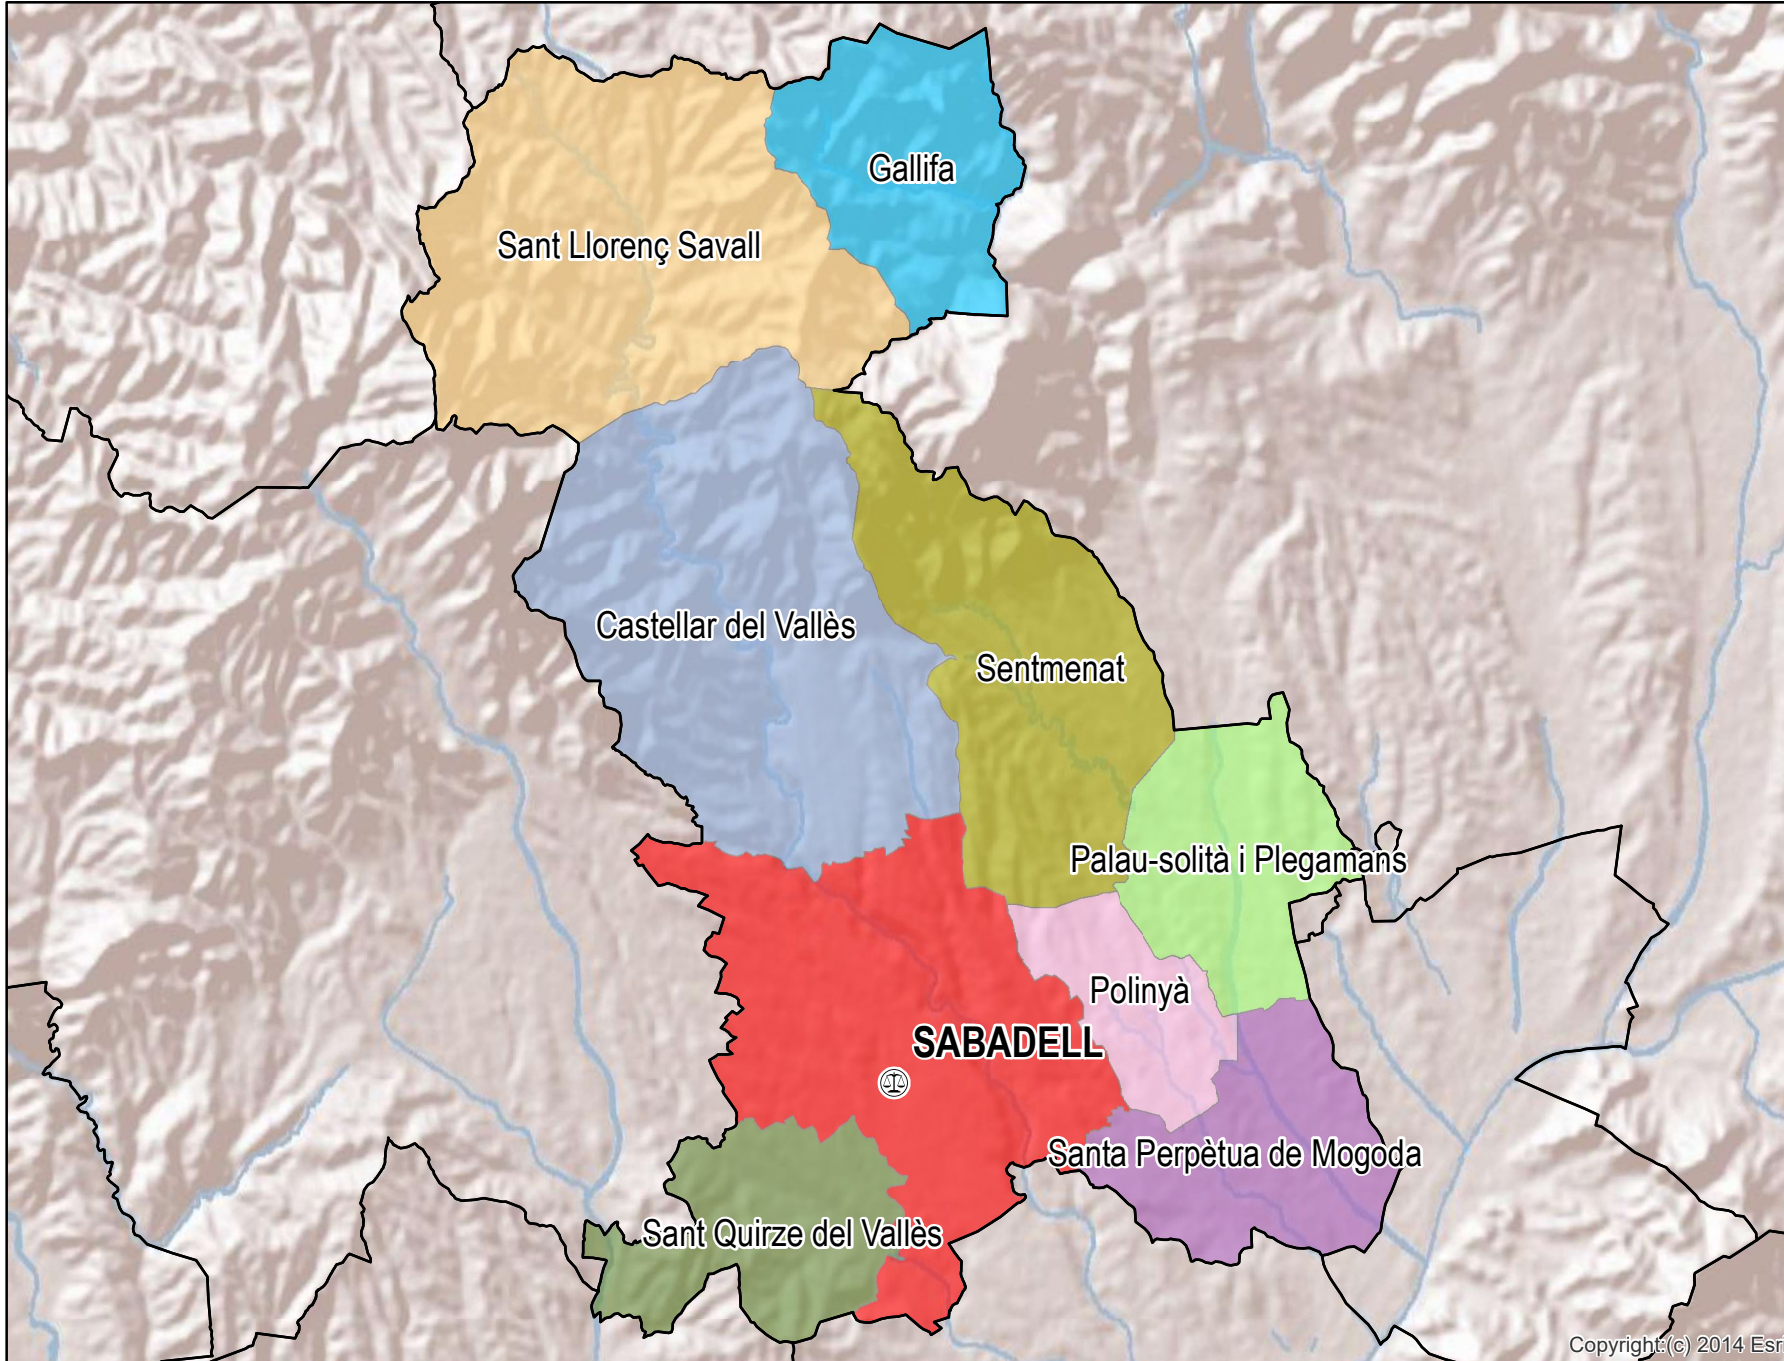 Gallifa
Sant Llorenç Savall
Castellar del Vallès
Sentmenat
Palau-solità i Plegamans
Polinyà
SABADELL
Santa Perpètua de Mogoda
Sant Quirze del Vallès
Copyright:(c) 2014 Esri